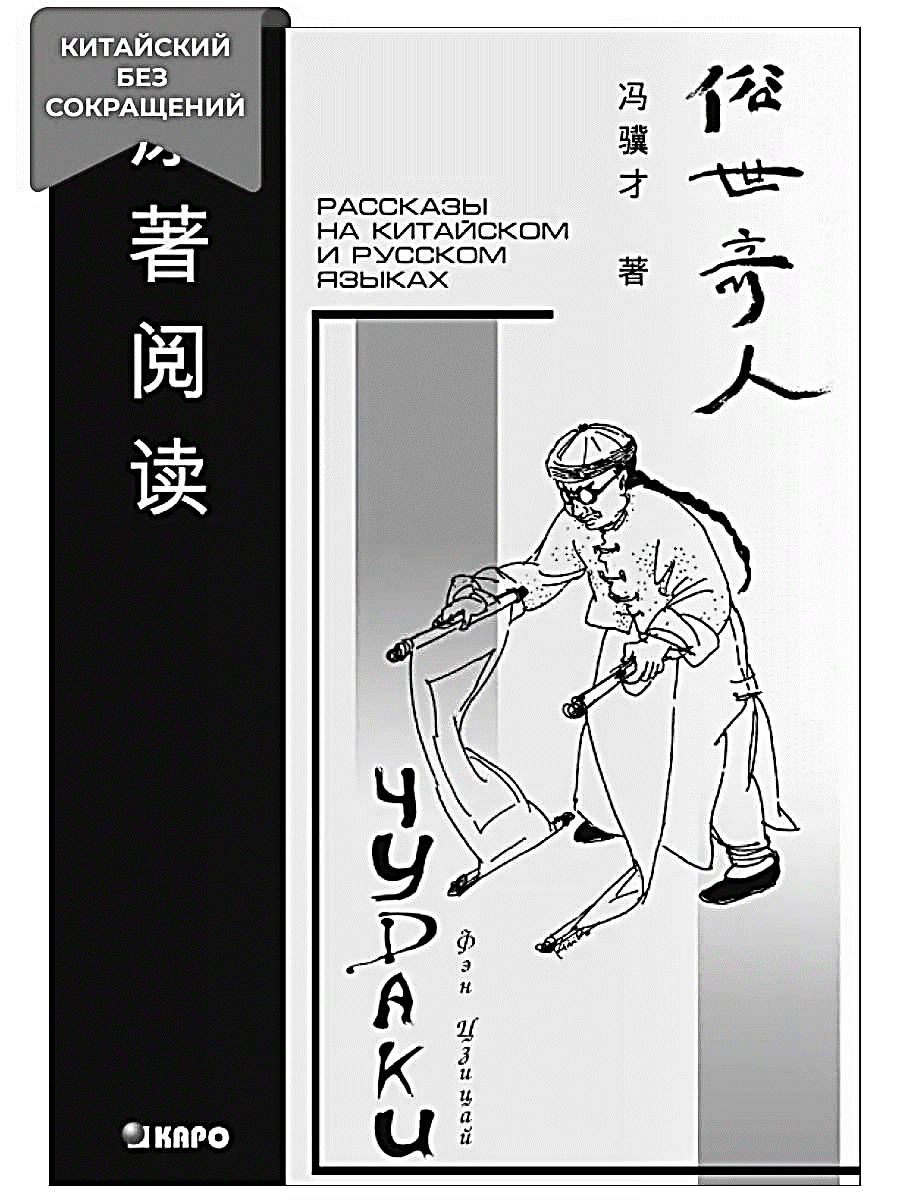 КИТАЙСКИЙ
БЕЗ
СОКРАЩЕНИЙ
著阅读
РАССКАЗЫ
НА КИТАЙСКОМ
И РУССКОМ
ЯЗЫКАХ
冯骥才 著
俗世奇人
ЧУДАКИ
Фэн Цзицай
КАРО